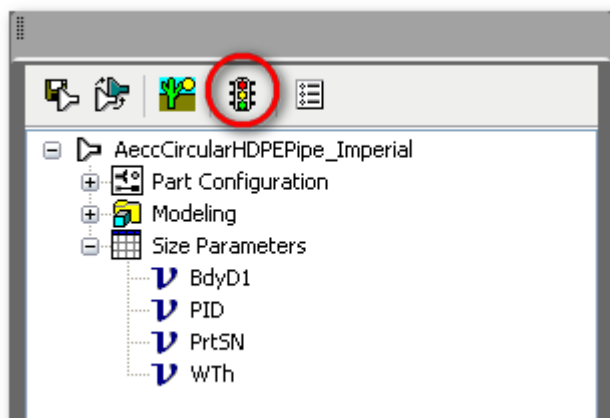 AeccCircularHDPEPipe_Imperial
Part Configuration
Modeling
Size Parameters
BdyD1
PID
PrtSN
WTh